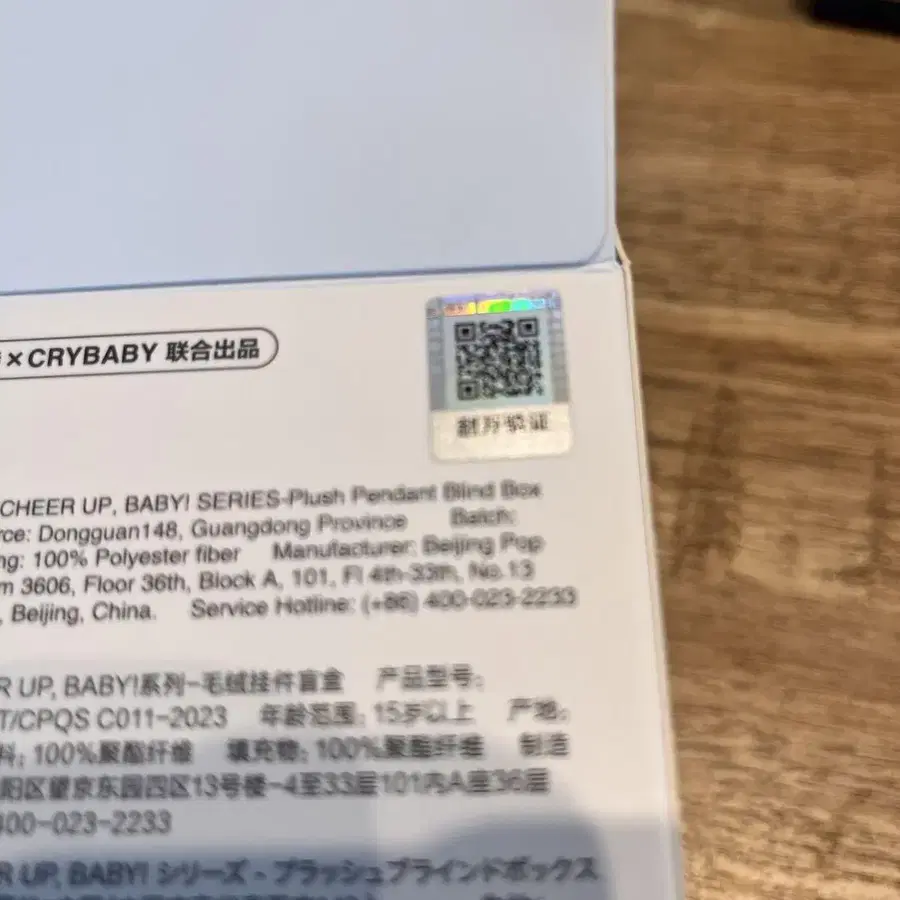 ×CRYBABY 联合出品
刮开验证
CHEER UP, BABY! SERIES-Plush Pendant Blind Box
rce: Dongguan148, Guangdong Province Batch:
ng: 100% Polyester fiber Manufacturer: Beijing Pop
m 3606, Floor 36th, Block A, 101, Fl 4th-33th, No.13
, Beijing, China. Service Hotline: (+86) 400-023-2233
R UP, BABY!系列-毛绒挂件盲盒 产品型号:
T/CPQS C011-2023 年龄范围: 15岁以上 产地:
料: 100%聚酯纤维 填充物: 100%聚酯纤维 制造
阳区望京东园四区13号楼-4至33层101内A座36层
400-023-2233
R UP, BABY! シリーズ - プラッシュブラインドボックス